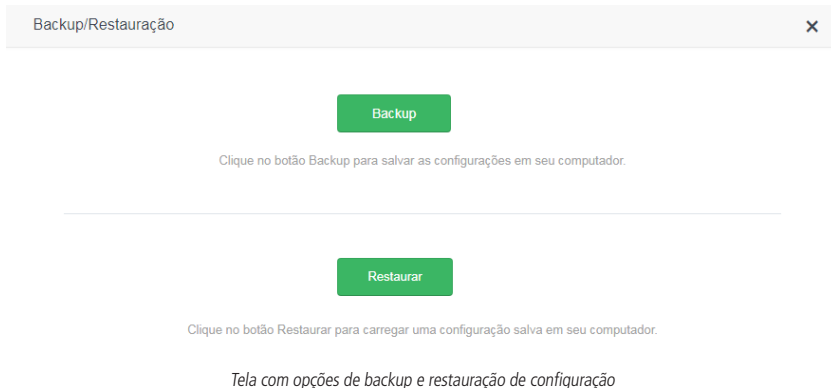 Backup/Restauração
Backup
Clique no botão Backup para salvar as configurações em seu computador.
Restaurar
Clique no botão Restaurar para carregar uma configuração salva em seu computador.
Tela com opções de backup e restauração de configuração